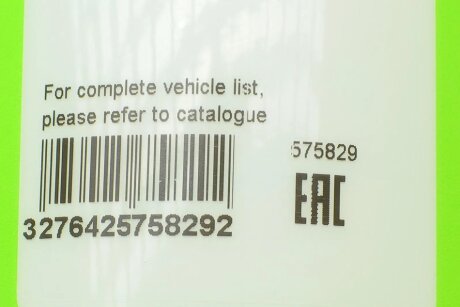 For complete vehicle list,
please refer to catalogue
575829
EAC
3276425758292